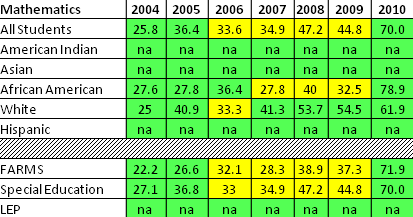 Mathematics 2004 2005 2006 2007 2008 2009 2010
All Students 25.8 36.4 33.6 34.9 47.2 44.8 70.0
American Indian na na na na na na na
Asian na na na na na na na
African American 27.6 27.8 36.4 27.8 40 32.5 78.9
White 25 40.9 33.3 41.3 53.7 54.5 61.9
Hispanic na na na na na na na
FARMS 22.2 26.6 32.1 28.3 38.9 37.3 71.9
Special Education 27.1 36.8 33 34.9 47.2 44.8 70.0
LEP na na na na na na na